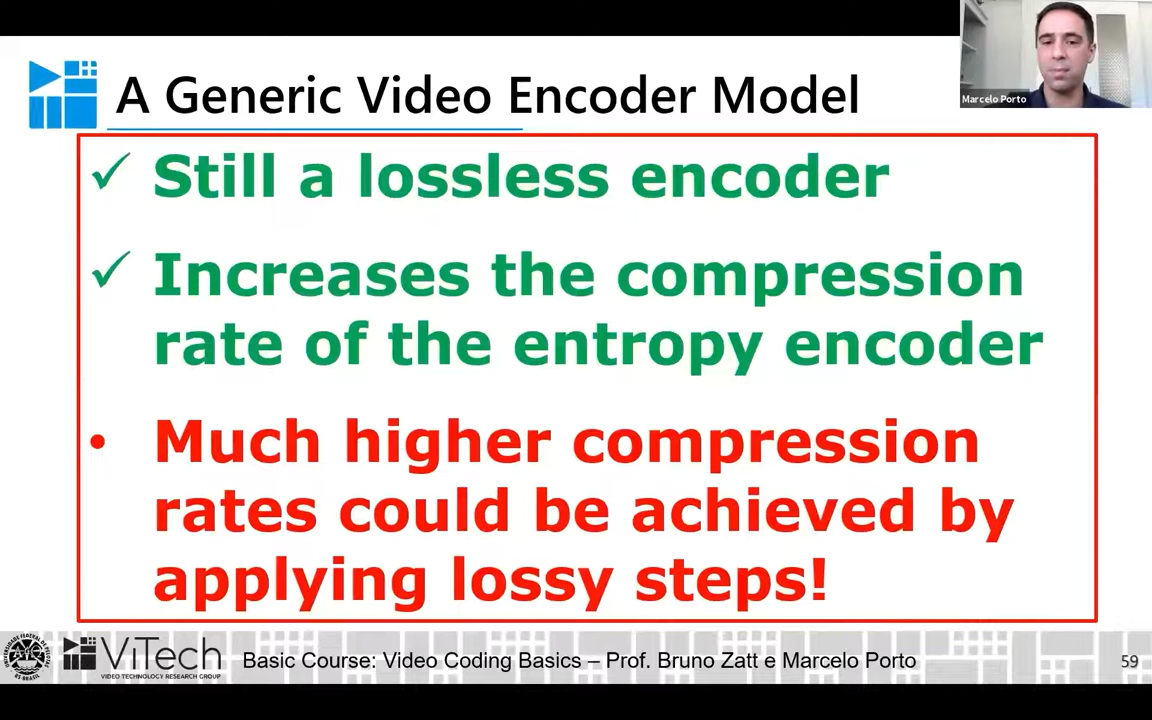 A Generic Video Encoder Model
Marcelo Porto
✓ Still a lossless encoder
✓ Increases the compression
rate of the entropy encoder
• Much higher compression
rates could be achieved by
applying lossy steps!
ViTech
VIDEO TECHNOLOGY RESEARCH GROUP
Basic Course: Video Coding Basics – Prof. Bruno Zatt e Marcelo Porto
59